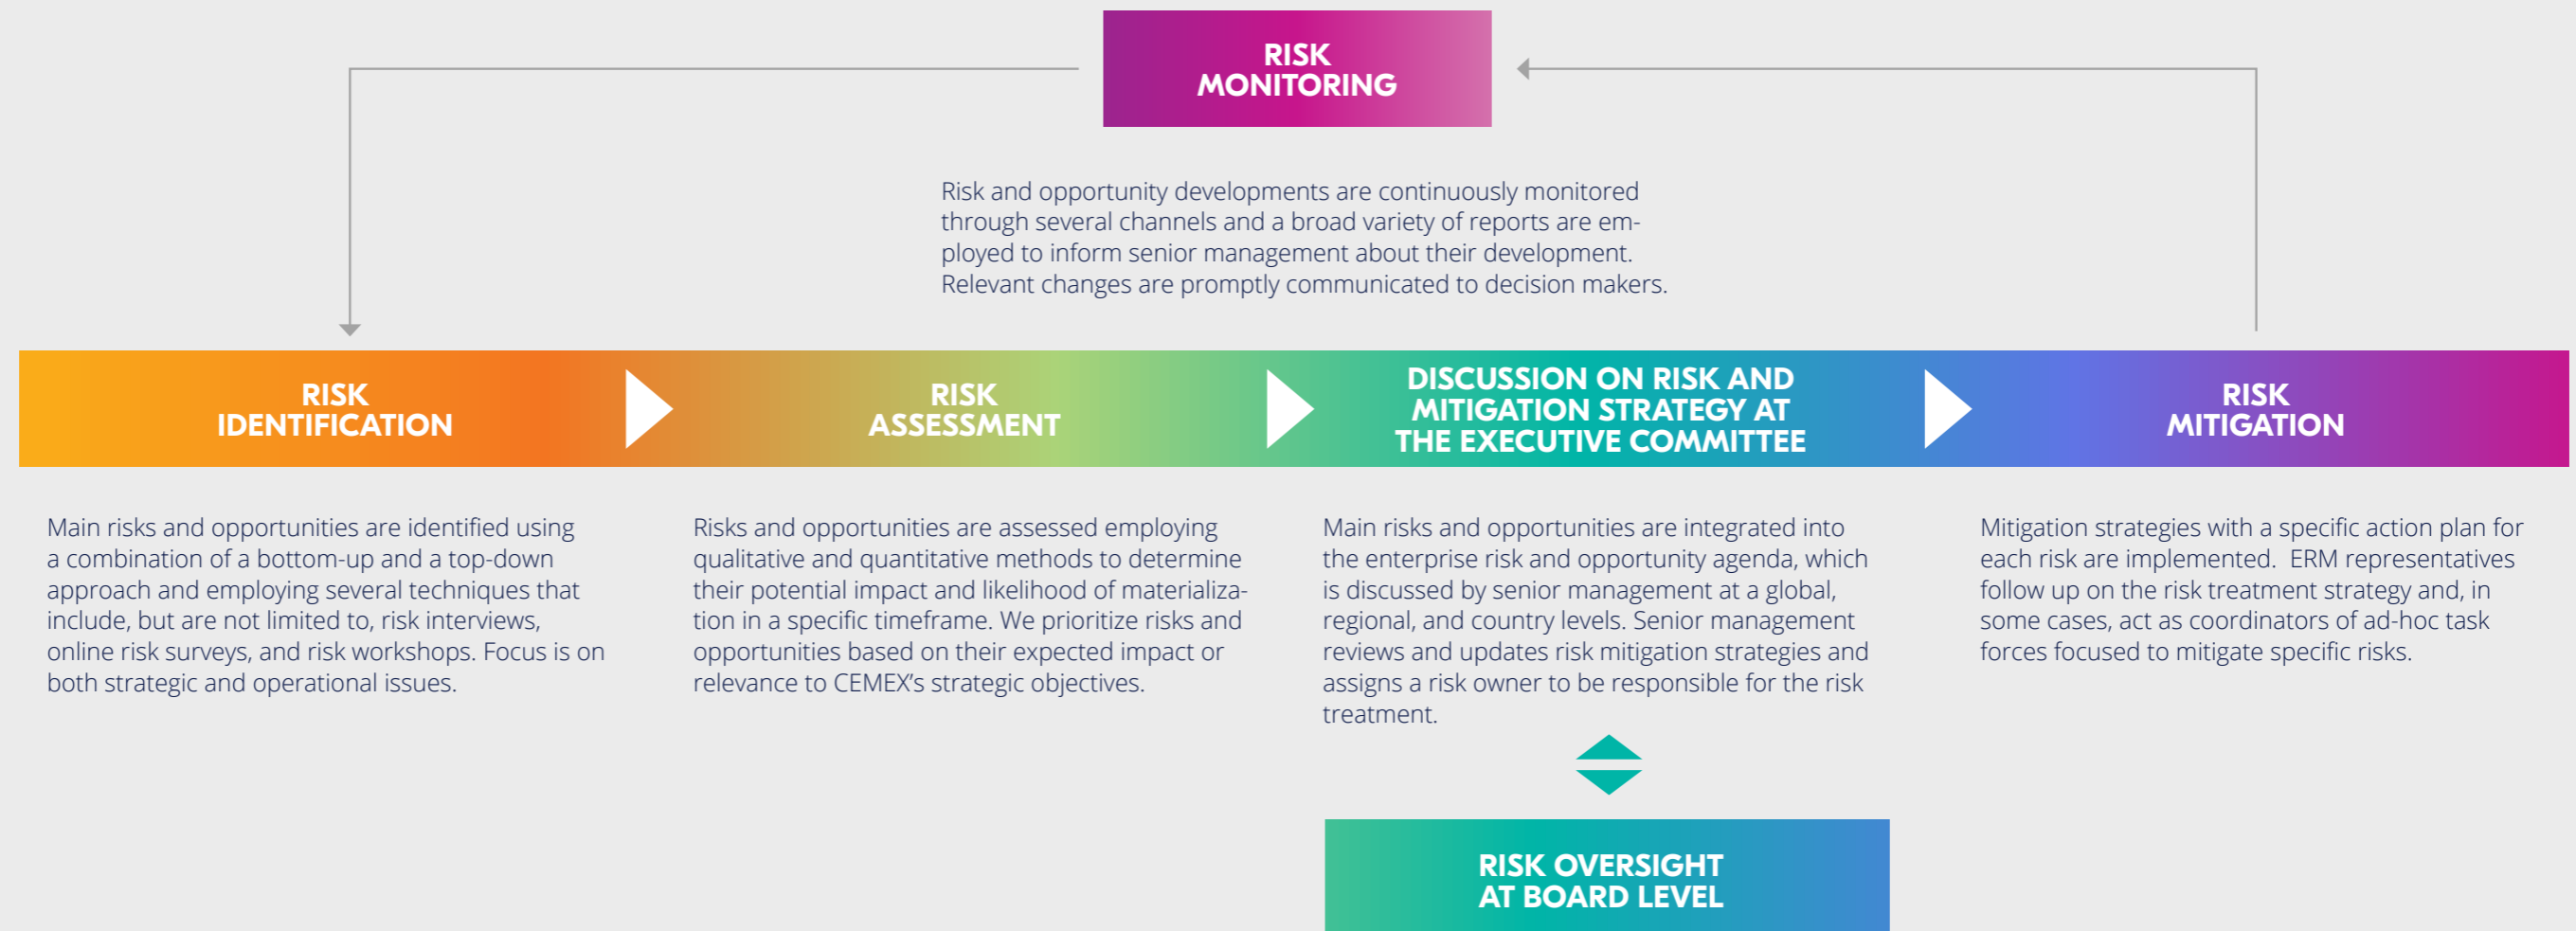 RISK
MONITORING
Risk and opportunity developments are continuously monitored
through several channels and a broad variety of reports are em-
ployed to inform senior management about their development.
Relevant changes are promptly communicated to decision makers.
RISK
IDENTIFICATION
RISK
ASSESSMENT
DISCUSSION ON RISK AND
MITIGATION STRATEGY AT
THE EXECUTIVE COMMITTEE
RISK
MITIGATION
Main risks and opportunities are identified using
a combination of a bottom-up and a top-down
approach and employing several techniques that
include, but are not limited to, risk interviews,
online risk surveys, and risk workshops. Focus is on
both strategic and operational issues.
Risks and opportunities are assessed employing
qualitative and quantitative methods to determine
their potential impact and likelihood of materializa-
tion in a specific timeframe. We prioritize risks and
opportunities based on their expected impact or
relevance to CEMEX’s strategic objectives.
Main risks and opportunities are integrated into
the enterprise risk and opportunity agenda, which
is discussed by senior management at a global,
regional, and country levels. Senior management
reviews and updates risk mitigation strategies and
assigns a risk owner to be responsible for the risk
treatment.
Mitigation strategies with a specific action plan for
each risk are implemented.  ERM representatives
follow up on the risk treatment strategy and, in
some cases, act as coordinators of ad-hoc task
forces focused to mitigate specific risks.
RISK OVERSIGHT
AT BOARD LEVEL